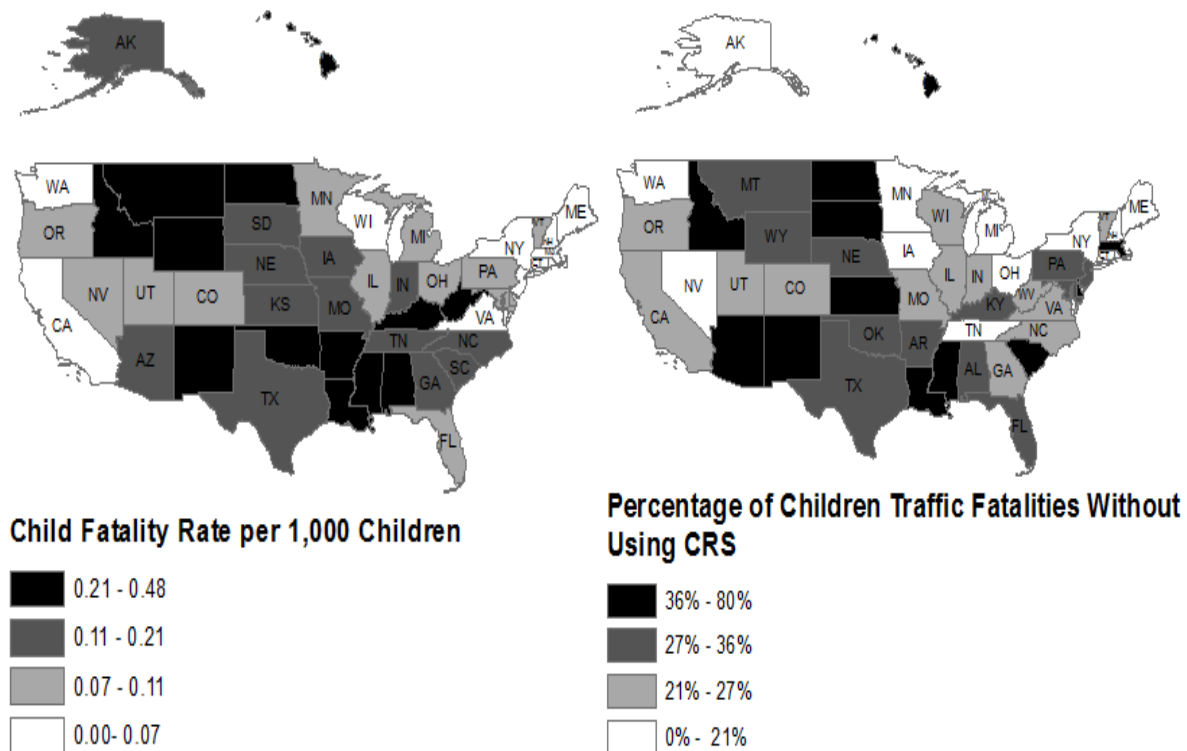 AK
WA
OR
CA
NV
UT
CO
AZ
SD
NE
KS
TX
MN
IA
MO
WI
IL
IN
MI
OH
TN
GA
SC
NC
FL
VA
PA
NY
ME
Child Fatality Rate per 1,000 Children
0.21 - 0.48
0.11 - 0.21
0.07 - 0.11
0.00- 0.07
AK
WA
OR
CA
NV
UT
CO
MT
WY
NE
OK
TX
MN
IA
MO
AR
WI
IL
IN
MI
OH
KY
TN
AL
GA
FL
NC
VA
WV
PA
NY
VT
NH
ME
Percentage of Children Traffic Fatalities Without
Using CRS
36% - 80%
27% - 36%
21% - 27%
0% - 21%